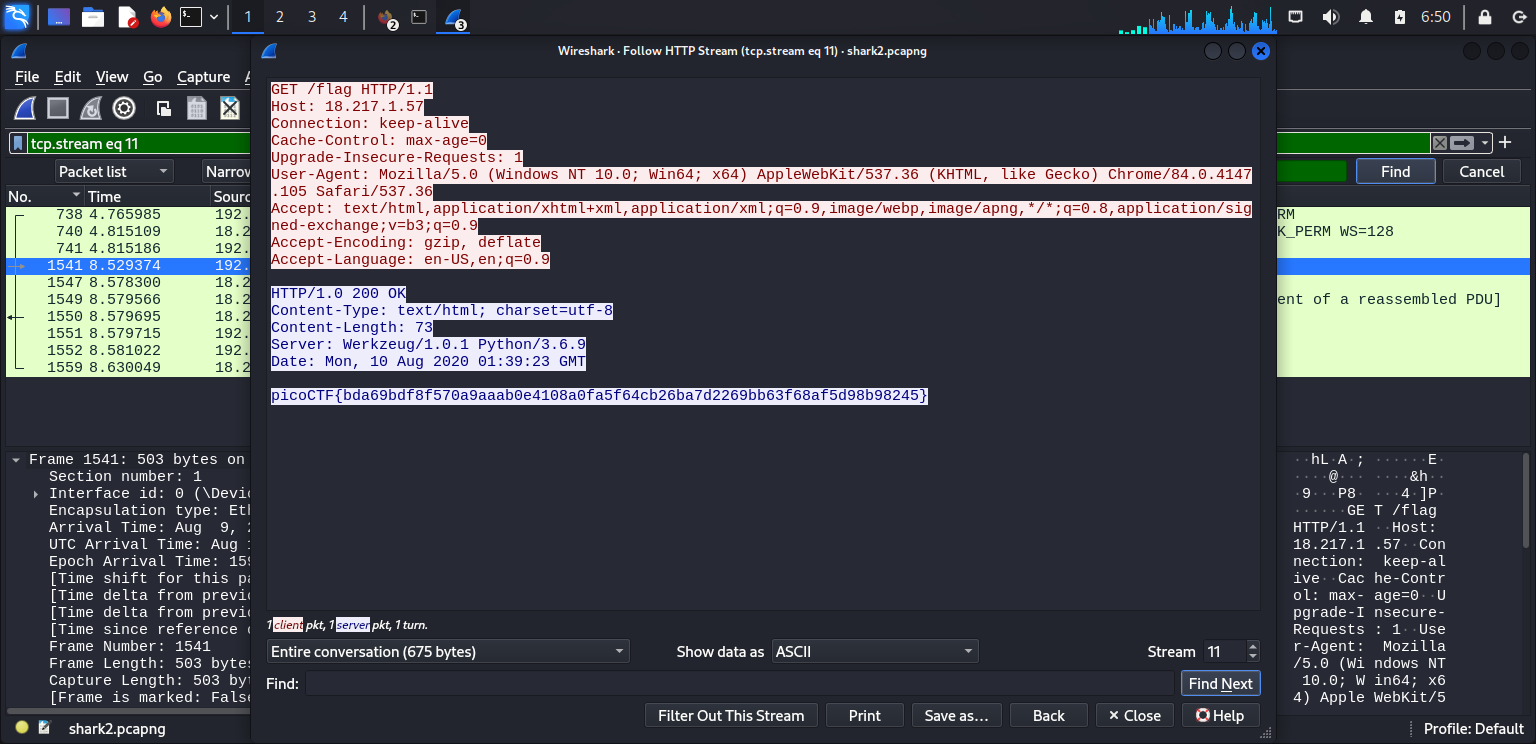 1 2 3 4 2 3 6:50
Wireshark · Follow HTTP Stream (tcp.stream eq 11) · shark2.pcapng
File Edit View Go Capture
tcp.stream eq 11
Packet list Narrow Find Cancel
No. Time Sourc
738 4.765985 192. RM
740 4.815109 18.2 K_PERM WS=128
741 4.815186 192.
1541 8.529374 192.
1547 8.578300 18.2
1549 8.579566 18.2 ent of a reassembled PDU]
1550 8.579695 18.2
1551 8.579715 192.
1552 8.581022 192.
1559 8.630049 18.2
GET /flag HTTP/1.1
Host: 18.217.1.57
Connection: keep-alive
Cache-Control: max-age=0
Upgrade-Insecure-Requests: 1
User-Agent: Mozilla/5.0 (Windows NT 10.0; Win64; x64) AppleWebKit/537.36 (KHTML, like Gecko) Chrome/84.0.4147
.105 Safari/537.36
Accept: text/html,application/xhtml+xml,application/xml;q=0.9,image/webp,image/apng,*/*;q=0.8,application/sig
ned-exchange;v=b3;q=0.9
Accept-Encoding: gzip, deflate
Accept-Language: en-US,en;q=0.9
HTTP/1.0 200 OK
Content-Type: text/html; charset=utf-8
Content-Length: 73
Server: Werkzeug/1.0.1 Python/3.6.9
Date: Mon, 10 Aug 2020 01:39:23 GMT
picoCTF{bda69bdf8f570a9aaab0e4108a0fa5f64cb26ba7d2269bb63f68af5d98b98245}
Frame 1541: 503 bytes on
Section number: 1
Interface id: 0 (\Devic
Encapsulation type: Eth
Arrival Time: Aug 9, 2
UTC Arrival Time: Aug 1
Epoch Arrival Time: 159
[Time shift for this pa
[Time delta from previo
[Time delta from previo
[Time since reference o
Frame Number: 1541
Frame Length: 503 bytes
Capture Length: 503 byt
[Frame is marked: False
··hL·A·; ······E·
····@··· ····&h··
·9···P8· ···4·]P·
······GE T /flag
HTTP/1.1 ··Host:
18.217.1 .57··Con
nection: keep-al
ive··Cac he-Contr
ol: max- age=0··U
pgrade-I nsecure-
Requests : 1··Use
r-Agent: Mozilla
/5.0 (Wi ndows NT
10.0; W in64; x6
4) Apple WebKit/5
1 client pkt, 1 server pkt, 1 turn.
Entire conversation (675 bytes) Show data as ASCII Stream 11
Find: Find Next
Filter Out This Stream Print Save as… Back × Close Help
shark2.pcapng Profile: Default